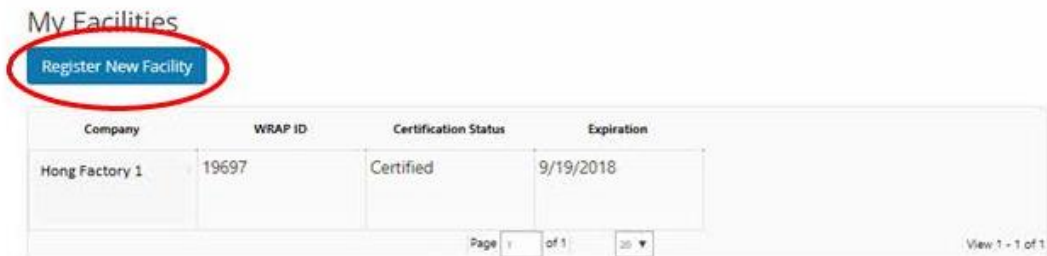 My Facilities
Register New Facility
Company WRAP ID Certification Status Expiration
Hong Factory 1 19697 Certified 9/19/2018
Page 1 of 1 20 View 1 - 1 of 1